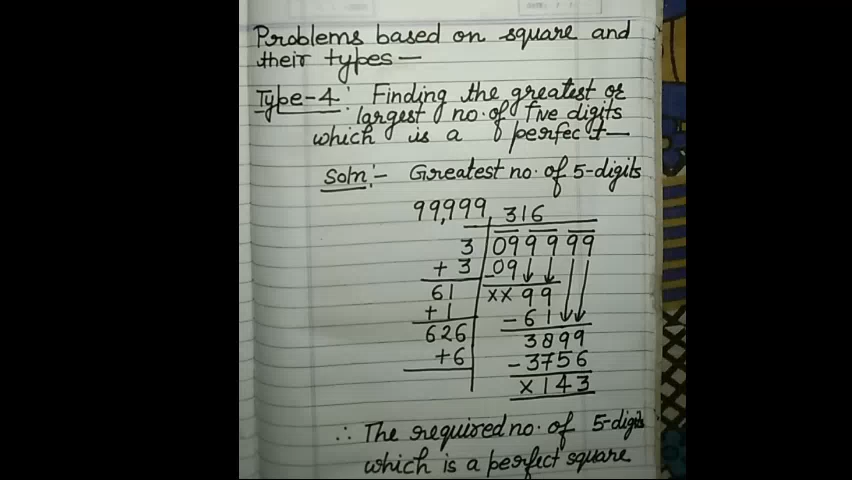 Problems based on square and
their types—
Type-4: Finding the greatest or
largest no. of five digits
which is a perfect—
Soln:- Greatest no. of 5-digits
99,999 316
3 099999
+ 3 -09
61 xx99
+1 -61
626 3899
+6 -3756
x143
∴ The required no. of 5-digits
which is a perfect square